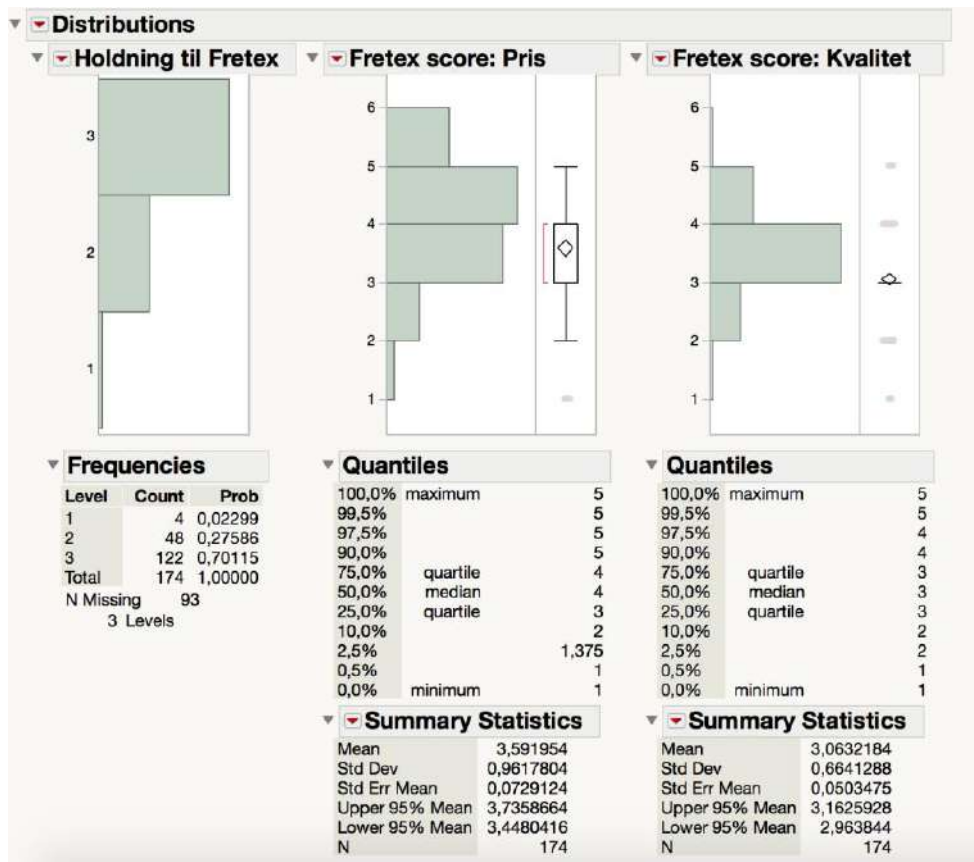 Distributions
Holdning til Fretex
3
2
1
Frequencies
Level Count Prob
1 4 0,02299
2 48 0,27586
3 122 0,70115
Total 174 1,00000
N Missing 93
3 Levels
Fretex score: Pris
6
5
4
3
2
1
Quantiles
100,0% maximum 5
99,5% 5
97,5% 5
90,0% 5
75,0% quartile 4
50,0% median 4
25,0% quartile 3
10,0% 2
2,5% 1,375
0,5% 1
0,0% minimum 1
Summary Statistics
Mean 3,591954
Std Dev 0,9617804
Std Err Mean 0,0729124
Upper 95% Mean 3,7358664
Lower 95% Mean 3,4480416
N 174
Fretex score: Kvalitet
6
5
4
3
2
1
Quantiles
100,0% maximum 5
99,5% 5
97,5% 4
90,0% 4
75,0% quartile 3
50,0% median 3
25,0% quartile 3
10,0% 2
2,5% 2
0,5% 1
0,0% minimum 1
Summary Statistics
Mean 3,0632184
Std Dev 0,6641288
Std Err Mean 0,0503475
Upper 95% Mean 3,1625928
Lower 95% Mean 2,963844
N 174